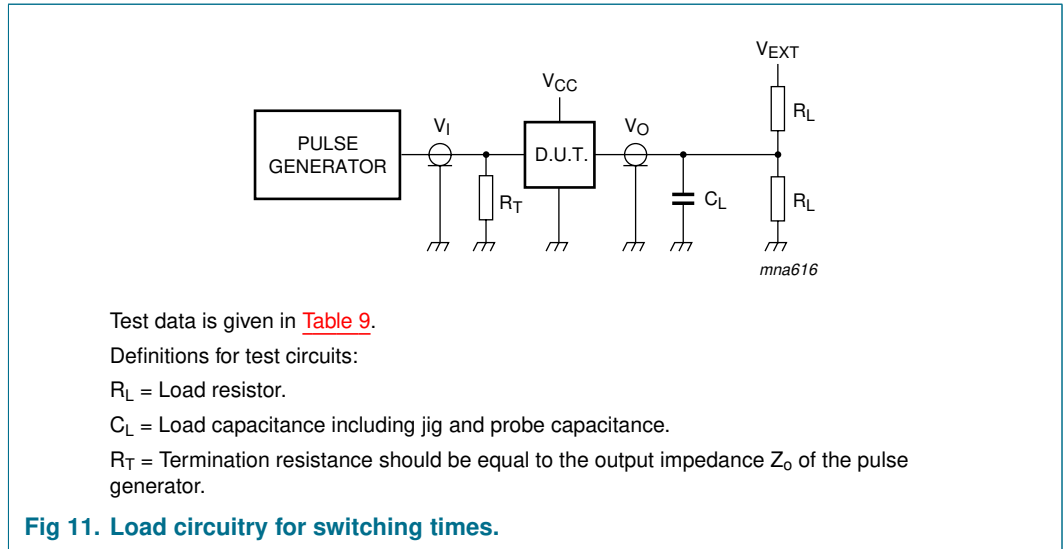 V_EXT
V_CC
R_L
PULSE
GENERATOR
V_I
D.U.T.
V_O
R_T
C_L
R_L
mna616
Test data is given in Table 9.
Definitions for test circuits:
R_L = Load resistor.
C_L = Load capacitance including jig and probe capacitance.
R_T = Termination resistance should be equal to the output impedance Z_o of the pulse
generator.
Fig 11. Load circuitry for switching times.